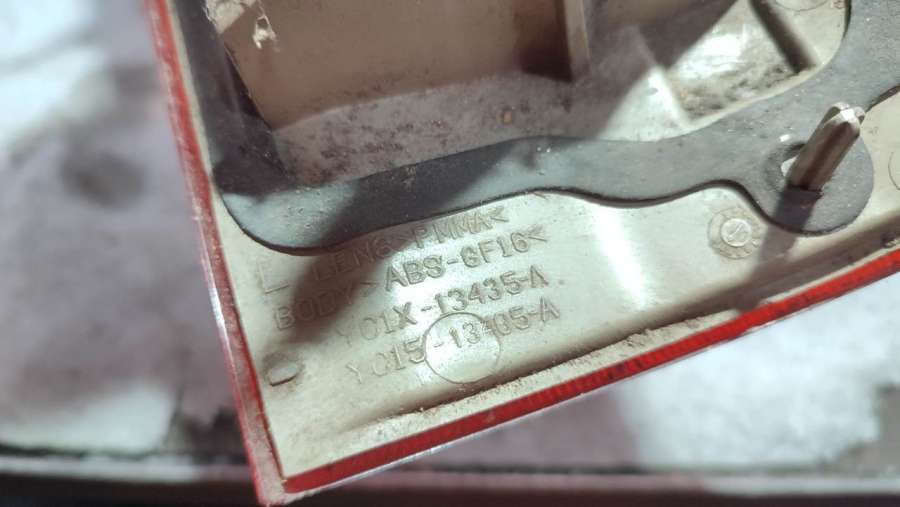 L LENS>PMMA<
BODY>ABS-GF16<
YC1X-13435-A
YC15-13405-A